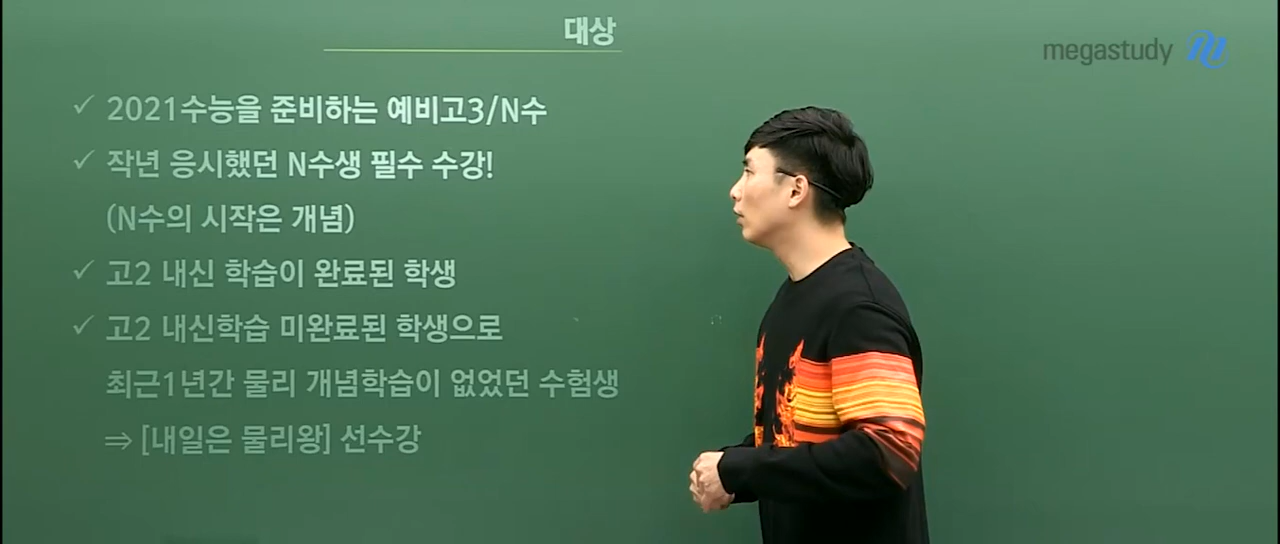 대상
megastudy
✓ 2021수능을 준비하는 예비고3/N수
✓ 작년 응시했던 N수생 필수 수강!
(N수의 시작은 개념)
✓ 고2 내신 학습이 완료된 학생
✓ 고2 내신학습 미완료된 학생으로
최근1년간 물리 개념학습이 없었던 수험생
⇒ [내일은 물리왕] 선수강